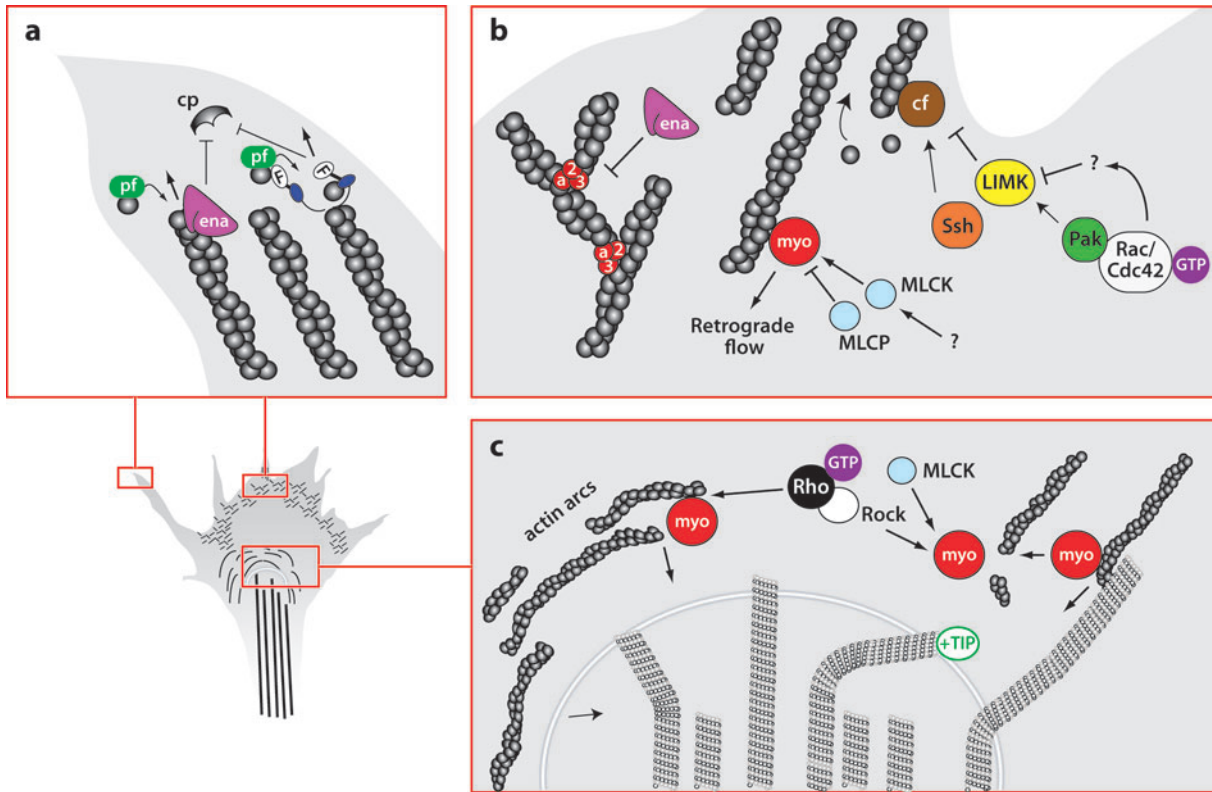 a
cp
pf
ena
pf
F
F
b
ena
a 2 3
a 2 3
cf
LIMK
?
Ssh
Pak
Rac/
Cdc42
GTP
myo
MLCK
MLCP
?
Retrograde
flow
c
actin arcs
myo
Rho
GTP
Rock
MLCK
myo
myo
+TIP